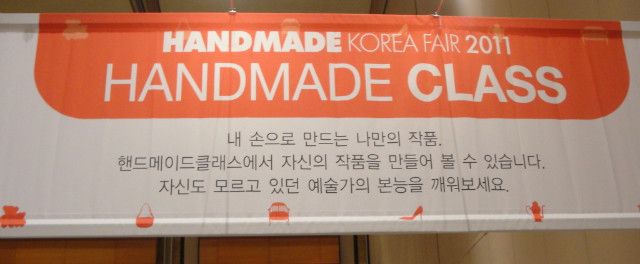 HANDMADE KOREA FAIR 2011
HANDMADE CLASS
내 손으로 만드는 나만의 작품.
핸드메이드클래스에서 자신의 작품을 만들어 볼 수 있습니다.
자신도 모르고 있던 예술가의 본능을 깨워보세요.